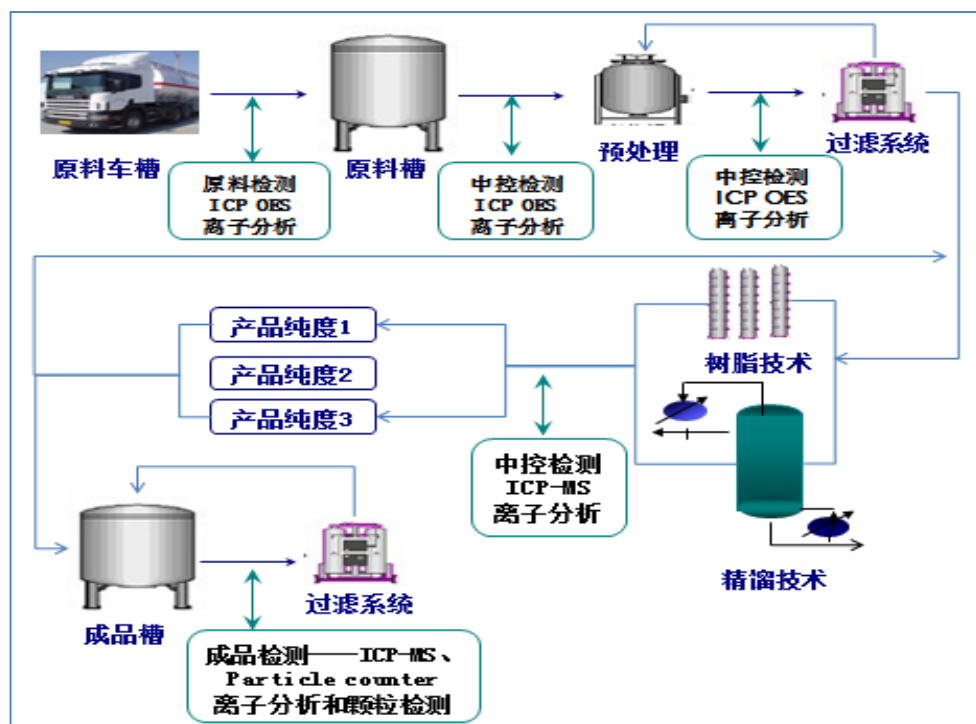 原料车槽
原料槽
预处理
过滤系统
原料检测
ICP OES
离子分析
中控检测
ICP OES
离子分析
中控检测
ICP OES
离子分析
产品纯度1
产品纯度2
产品纯度3
树脂技术
中控检测
ICP-MS
离子分析
精馏技术
成品槽
过滤系统
成品检测——ICP-MS、
Particle counter
离子分析和颗粒检测